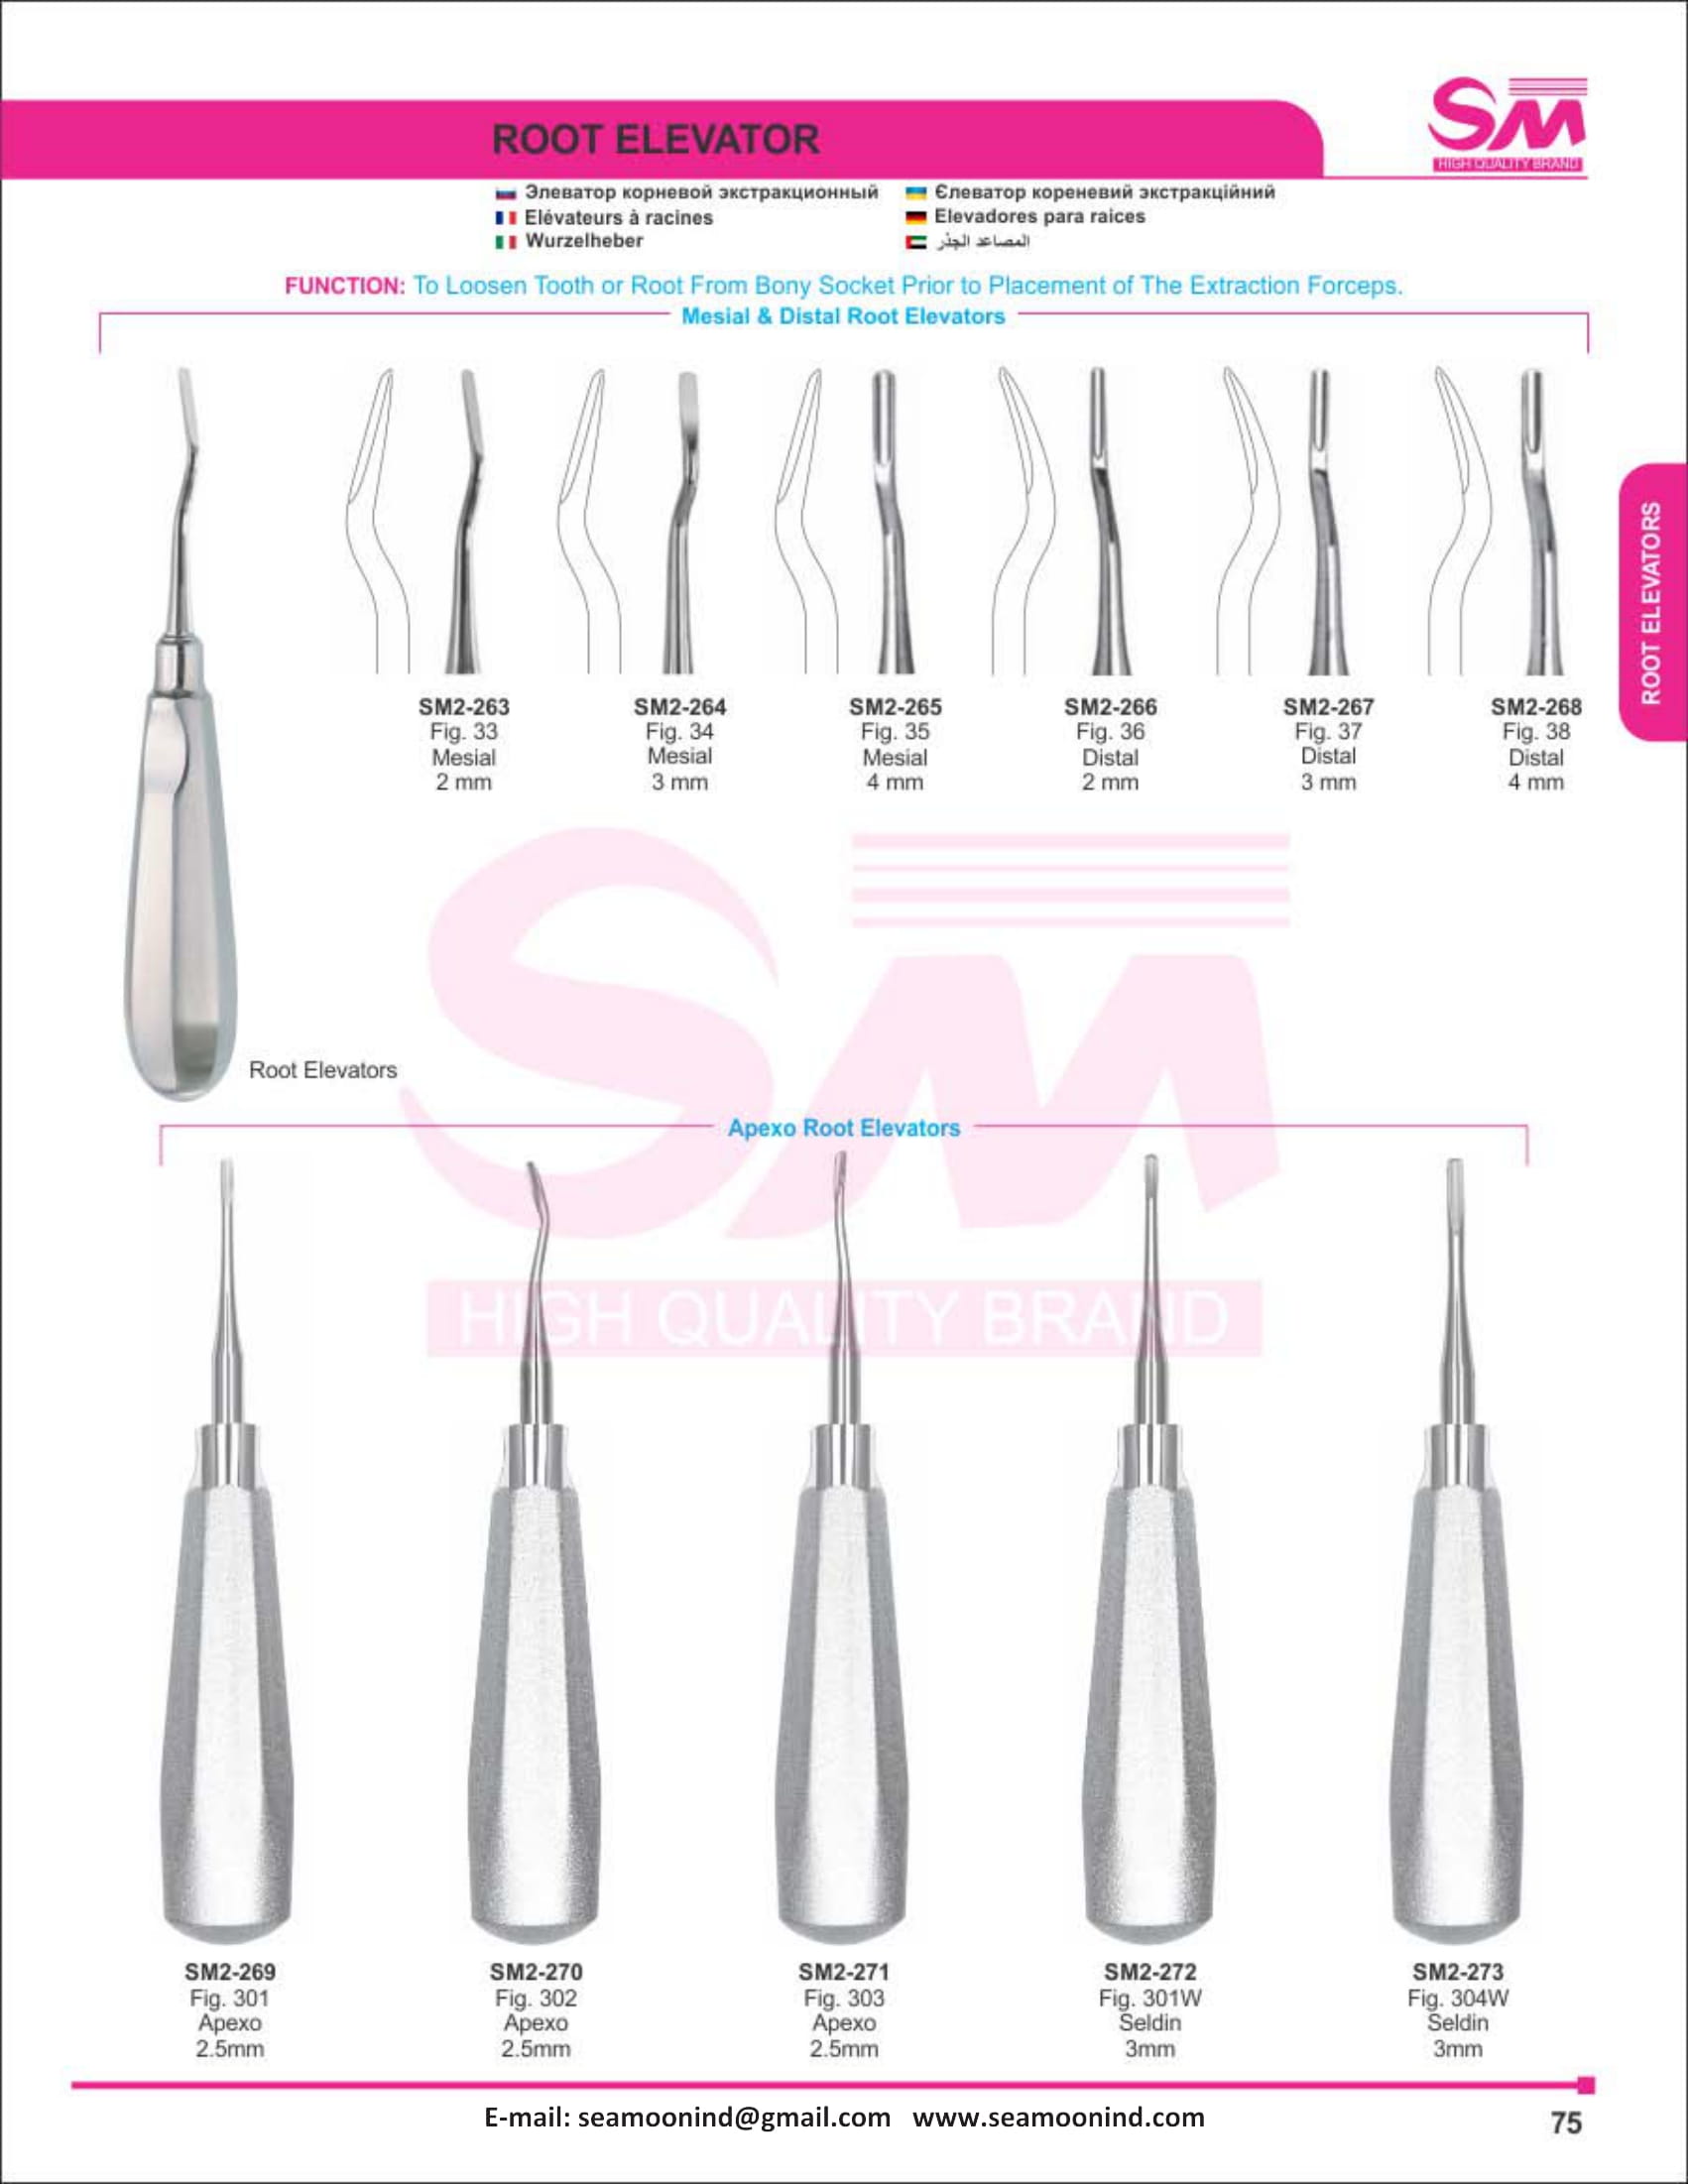 SM
HIGH QUALITY BRAND
ROOT ELEVATOR
Элеватор корневой экстракционный
Єлеватор кореневий экстракційний
Elévateurs à racines
Elevadores para raices
Wurzelheber
المصاعد الجذر
FUNCTION: To Loosen Tooth or Root From Bony Socket Prior to Placement of The Extraction Forceps.
Mesial & Distal Root Elevators
ROOT ELEVATORS
SM2-263
Fig. 33
Mesial
2 mm
SM2-264
Fig. 34
Mesial
3 mm
SM2-265
Fig. 35
Mesial
4 mm
SM2-266
Fig. 36
Distal
2 mm
SM2-267
Fig. 37
Distal
3 mm
SM2-268
Fig. 38
Distal
4 mm
Root Elevators
SM
HIGH QUALITY BRAND
Apexo Root Elevators
SM2-269
Fig. 301
Apexo
2.5mm
SM2-270
Fig. 302
Apexo
2.5mm
SM2-271
Fig. 303
Apexo
2.5mm
SM2-272
Fig. 301W
Seldin
3mm
SM2-273
Fig. 304W
Seldin
3mm
E-mail: seamoonind@gmail.com www.seamoonind.com
75